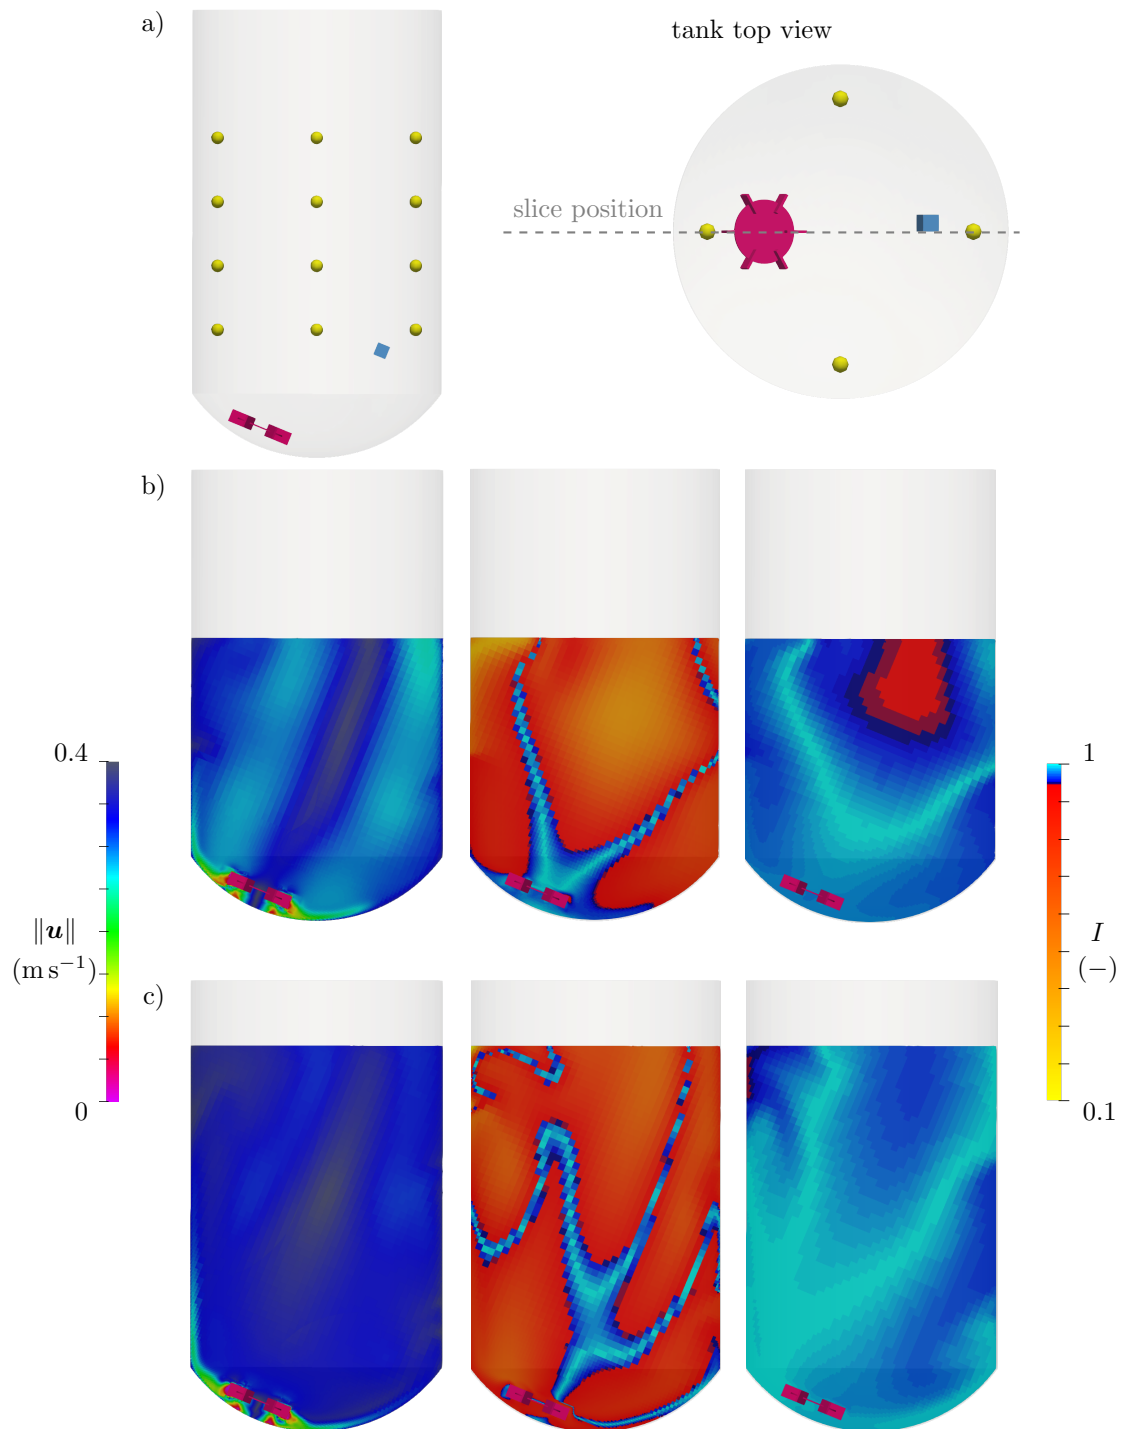 a)
tank top view
slice position
b)
0.4
‖u‖
(m s⁻¹)
0
1
I
(−)
0.1
c)